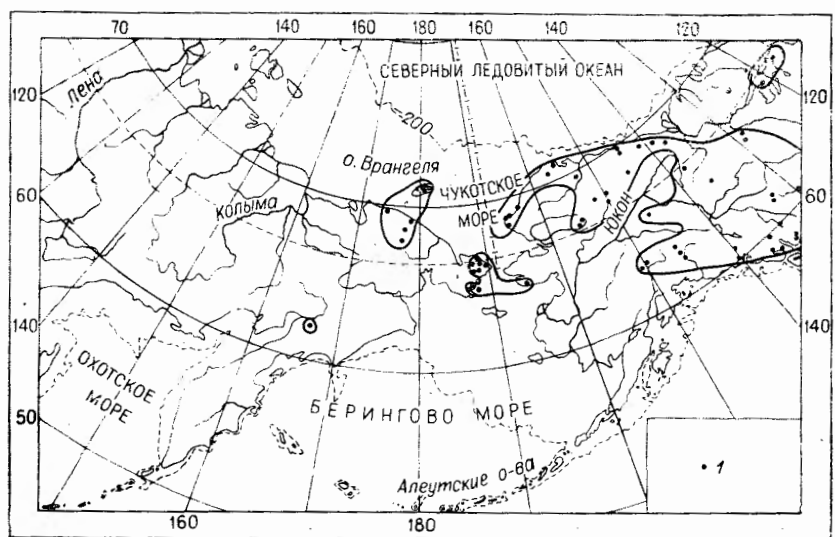 70 140 160 180 160 140 120
СЕВЕРНЫЙ ЛЕДОВИТЫЙ ОКЕАН
Лена
120 120
200
о. Врангеля
60 60
ЧУКОТСКОЕ
МОРЕ
КОЛЫМА
ЮКОН
140 140
ОХОТСКОЕ
МОРЕ
БЕРИНГОВО МОРЕ
50
Алеутские о-ва
1
160 180